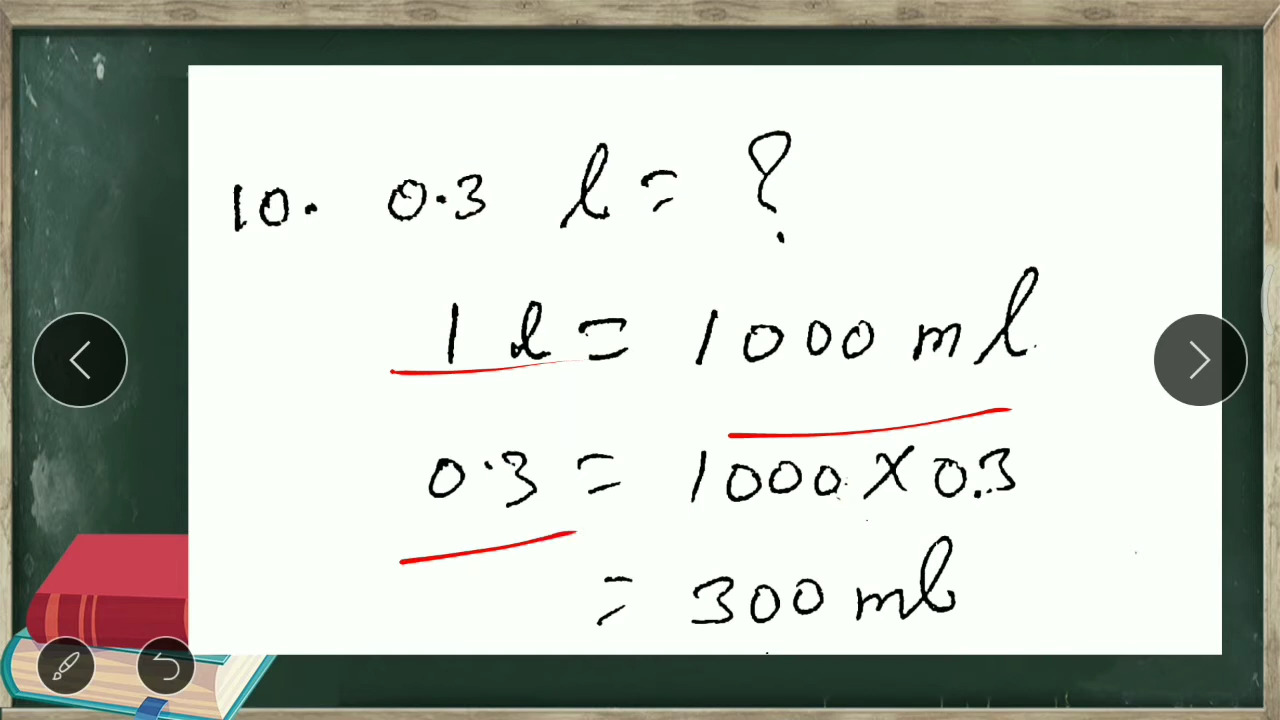 10. 0.3 l = ?
1 l = 1000 ml
0.3 = 1000 × 0.3
= 300 ml